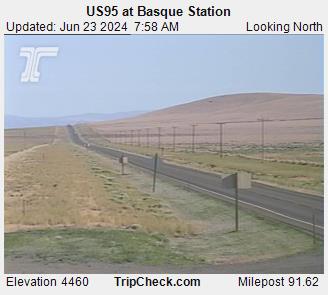 US95 at Basque Station
Updated: Jun 23 2024 7:58 AM Looking North
Elevation 4460 TripCheck.com Milepost 91.62